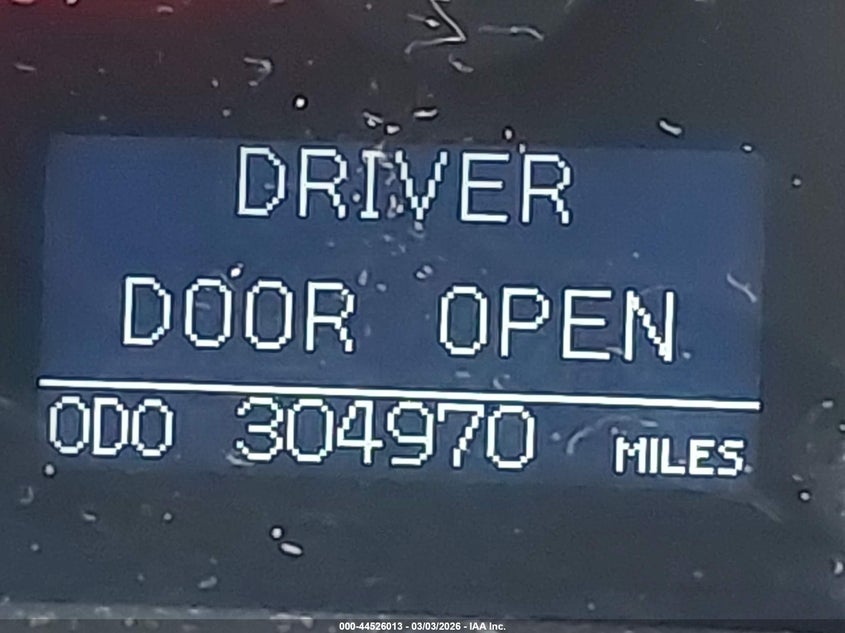 DRIVER
DOOR OPEN
ODO 304970 MILES
000-44526013 - 03/03/2026 - IAA Inc.